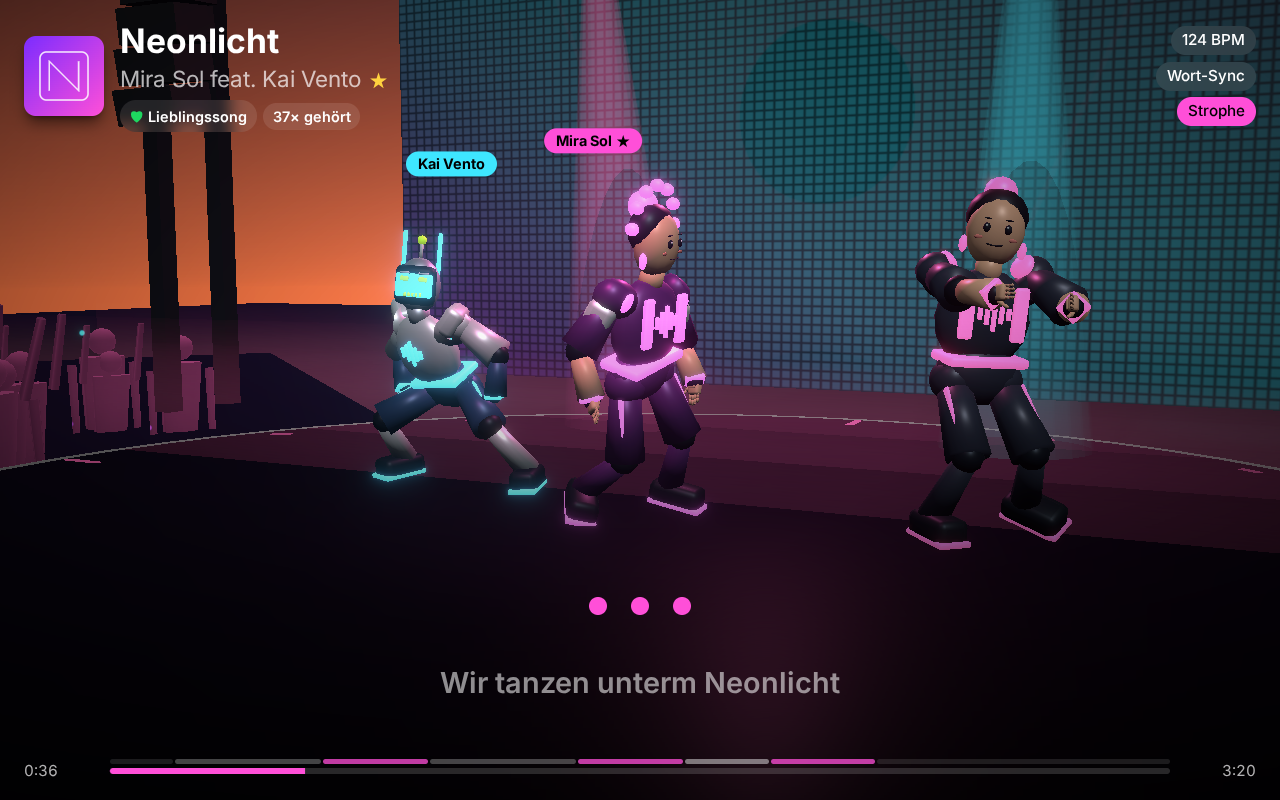 N
Neonlicht
Mira Sol feat. Kai Vento ★
Lieblingssong 37× gehört
124 BPM
Wort-Sync
Strophe
Mira Sol ★
Kai Vento
Wir tanzen unterm Neonlicht
0:36
3:20